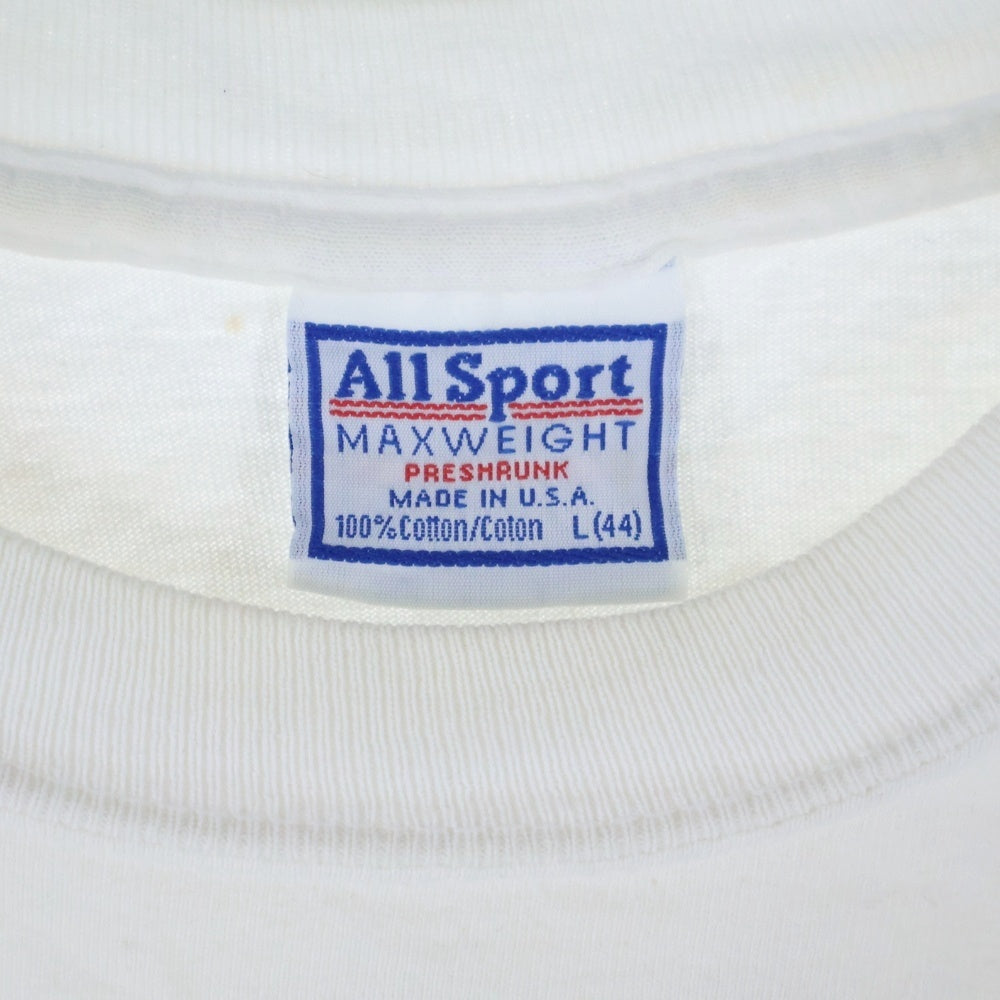 All Sport
MAXWEIGHT
PRESHRUNK
MADE IN U.S.A.
100% Cotton/Coton L (44)